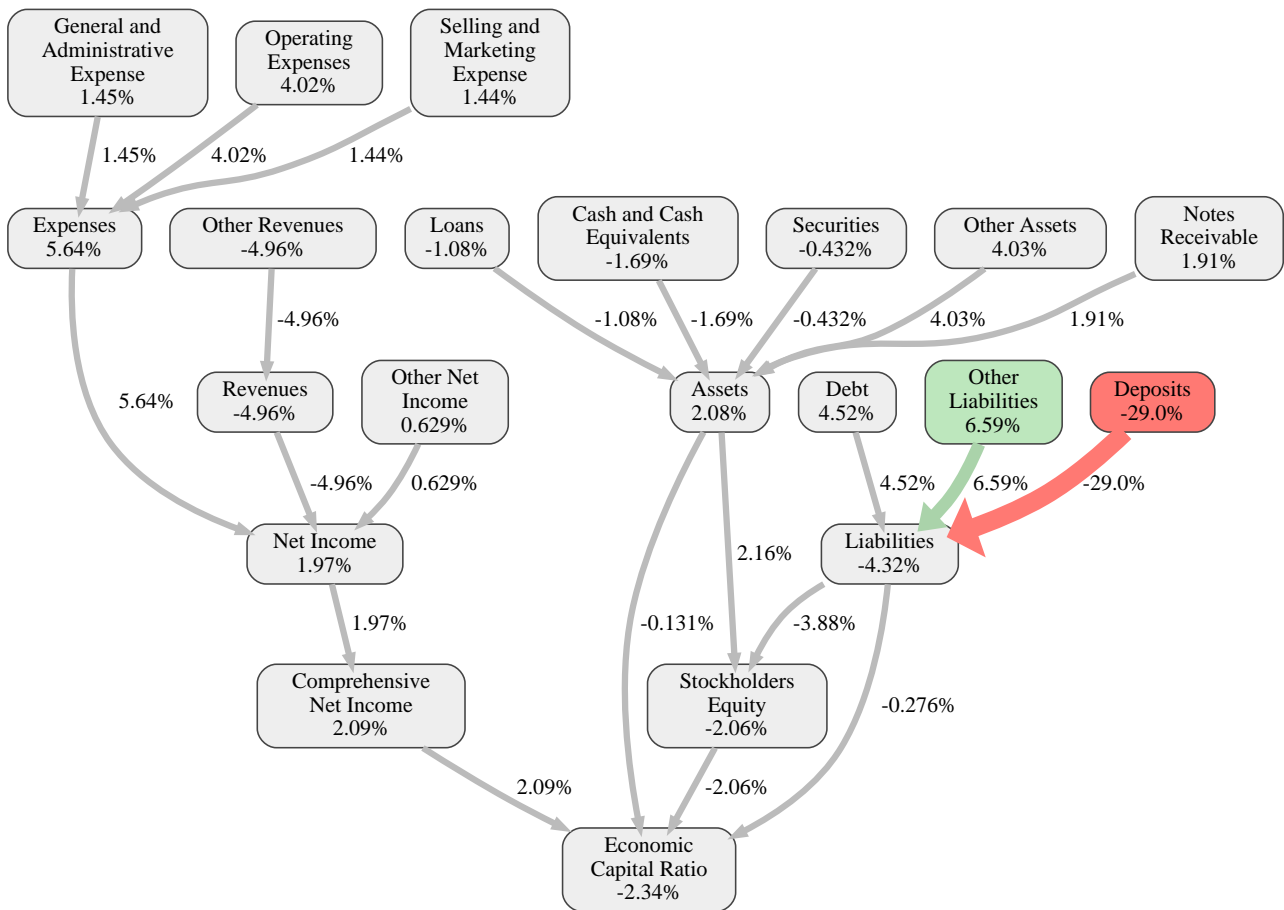 General and
Administrative
Expense
1.45%
Operating
Expenses
4.02%
Selling and
Marketing
Expense
1.44%
1.45%
4.02%
1.44%
Expenses
5.64%
Other Revenues
-4.96%
Loans
-1.08%
Cash and Cash
Equivalents
-1.69%
Securities
-0.432%
Other Assets
4.03%
Notes
Receivable
1.91%
-4.96%
-1.08%
-1.69%
-0.432%
4.03%
1.91%
5.64%
Revenues
-4.96%
Other Net
Income
0.629%
Assets
2.08%
Debt
4.52%
Other
Liabilities
6.59%
Deposits
-29.0%
-4.96%
0.629%
4.52%
6.59%
-29.0%
Net Income
1.97%
2.16%
Liabilities
-4.32%
1.97%
-0.131%
-3.88%
Comprehensive
Net Income
2.09%
Stockholders
Equity
-2.06%
-0.276%
2.09%
-2.06%
Economic
Capital Ratio
-2.34%